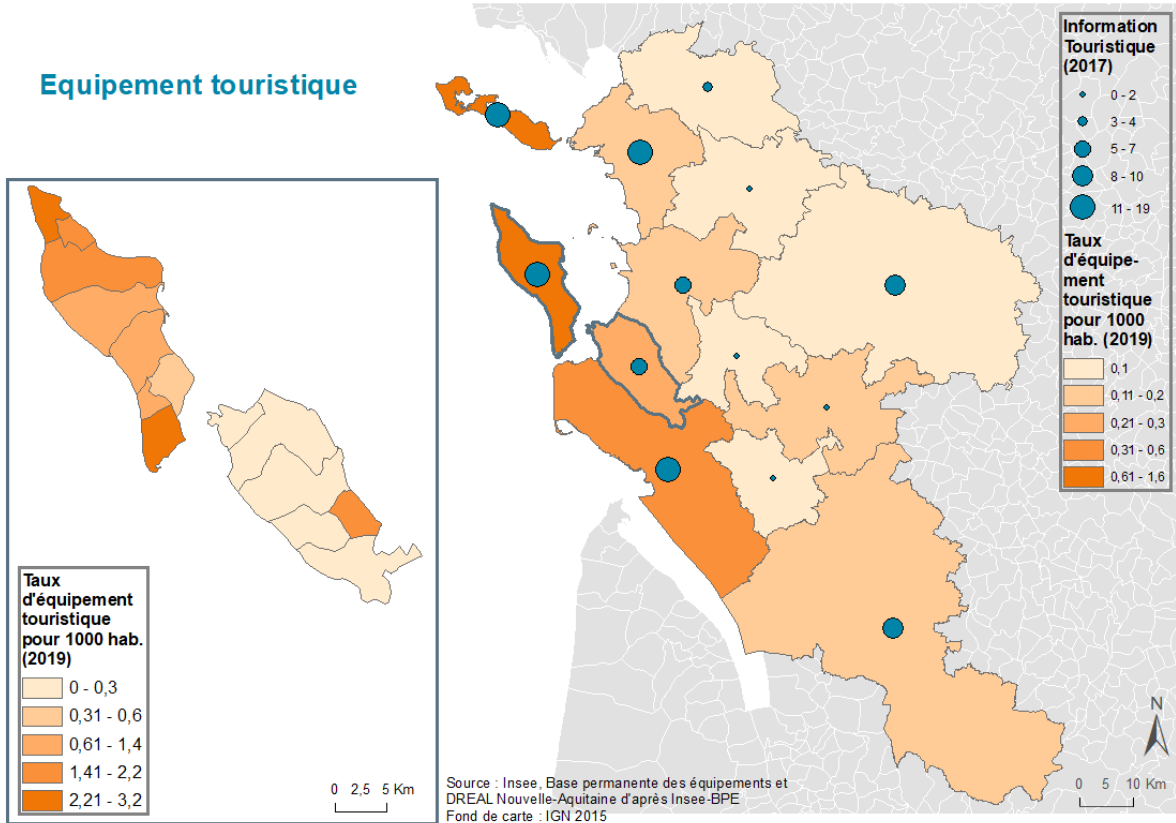 Equipement touristique
Information
Touristique
(2017)
0 - 2
3 - 4
5 - 7
8 - 10
11 - 19
Taux
d'équipe-
ment
touristique
pour 1000
hab. (2019)
0,1
0,11 - 0,2
0,21 - 0,3
0,31 - 0,6
0,61 - 1,6
Taux
d'équipement
touristique
pour 1000 hab.
(2019)
0 - 0,3
0,31 - 0,6
0,61 - 1,4
1,41 - 2,2
2,21 - 3,2
0 2,5 5 Km
Source : Insee, Base permanente des équipements et
DREAL Nouvelle-Aquitaine d'après Insee-BPE
Fond de carte : IGN 2015
N
0 5 10 Km